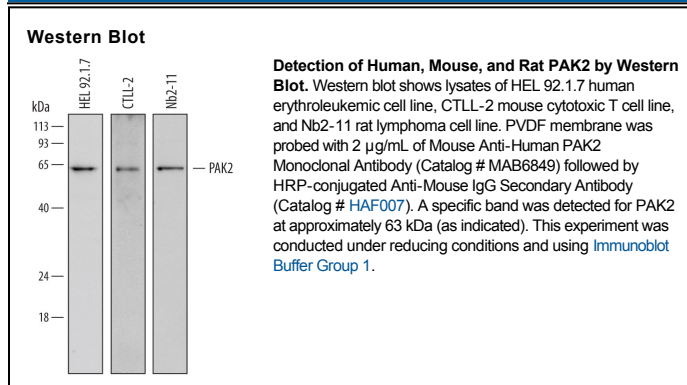 Western Blot
HEL 92.1.7
CTLL-2
Nb2-11
kDa
113
93
65
PAK2
40
24
18
Detection of Human, Mouse, and Rat PAK2 by Western
Blot. Western blot shows lysates of HEL 92.1.7 human
erythroleukemic cell line, CTLL-2 mouse cytotoxic T cell line,
and Nb2-11 rat lymphoma cell line. PVDF membrane was
probed with 2 µg/mL of Mouse Anti-Human PAK2
Monoclonal Antibody (Catalog # MAB6849) followed by
HRP-conjugated Anti-Mouse IgG Secondary Antibody
(Catalog # HAF007). A specific band was detected for PAK2
at approximately 63 kDa (as indicated). This experiment was
conducted under reducing conditions and using Immunoblot
Buffer Group 1.